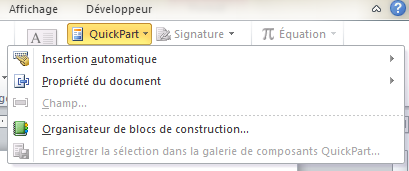 Affichage Développeur
QuickPart Signature Équation
Insertion automatique
Propriété du document
Champ...
Organisateur de blocs de construction...
Enregistrer la sélection dans la galerie de composants QuickPart...